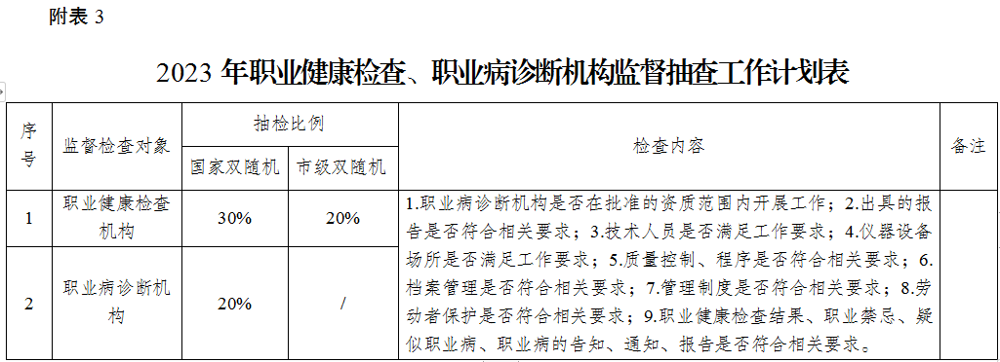 附表 3
2023 年职业健康检查、职业病诊断机构监督抽查工作计划表
序号
监督检查对象
抽检比例
国家双随机
市级双随机
检查内容
备注
1
职业健康检查
机构
30%
20%
2
职业病诊断机
构
20%
/
1.职业病诊断机构是否在批准的资质范围内开展工作；2.出具的报
告是否符合相关要求；3.技术人员是否满足工作要求；4.仪器设备
场所是否满足工作要求；5.质量控制、程序是否符合相关要求；6.
档案管理是否符合相关要求；7.管理制度是否符合相关要求；8.劳
动者保护是否符合相关要求；9.职业健康检查结果、职业禁忌、疑
似职业病、职业病的告知、通知、报告是否符合相关要求。